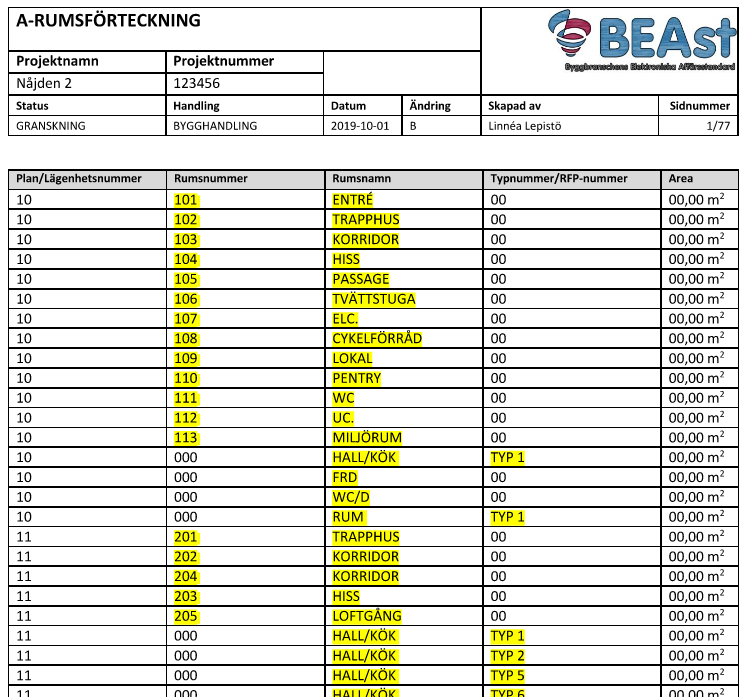 A-RUMSFÖRTECKNING
BEAst
Byggbranschens Elektroniska Affärsstandard
Projektnamn Projektnummer
Nåjden 2 123456
Status Handling Datum Ändring Skapad av Sidnummer
GRANSKNING BYGGHANDLING 2019-10-01 B Linnéa Lepistö 1/77
Plan/Lägenhetsnummer Rumsnummer Rumsnamn Typnummer/RFP-nummer Area
10 101 ENTRÉ 00 00,00 m²
10 102 TRAPPHUS 00 00,00 m²
10 103 KORRIDOR 00 00,00 m²
10 104 HISS 00 00,00 m²
10 105 PASSAGE 00 00,00 m²
10 106 TVÄTTSTUGA 00 00,00 m²
10 107 ELC. 00 00,00 m²
10 108 CYKELFÖRRÅD 00 00,00 m²
10 109 LOKAL 00 00,00 m²
10 110 PENTRY 00 00,00 m²
10 111 WC 00 00,00 m²
10 112 UC. 00 00,00 m²
10 113 MILJÖRUM 00 00,00 m²
10 000 HALL/KÖK TYP 1 00,00 m²
10 000 FRD 00 00,00 m²
10 000 WC/D 00 00,00 m²
10 000 RUM TYP 1 00,00 m²
11 201 TRAPPHUS 00 00,00 m²
11 202 KORRIDOR 00 00,00 m²
11 204 KORRIDOR 00 00,00 m²
11 203 HISS 00 00,00 m²
11 205 LOFTGÅNG 00 00,00 m²
11 000 HALL/KÖK TYP 1 00,00 m²
11 000 HALL/KÖK TYP 2 00,00 m²
11 000 HALL/KÖK TYP 5 00,00 m²
11 000 HALL/KÖK TYP 6 00,00 m²